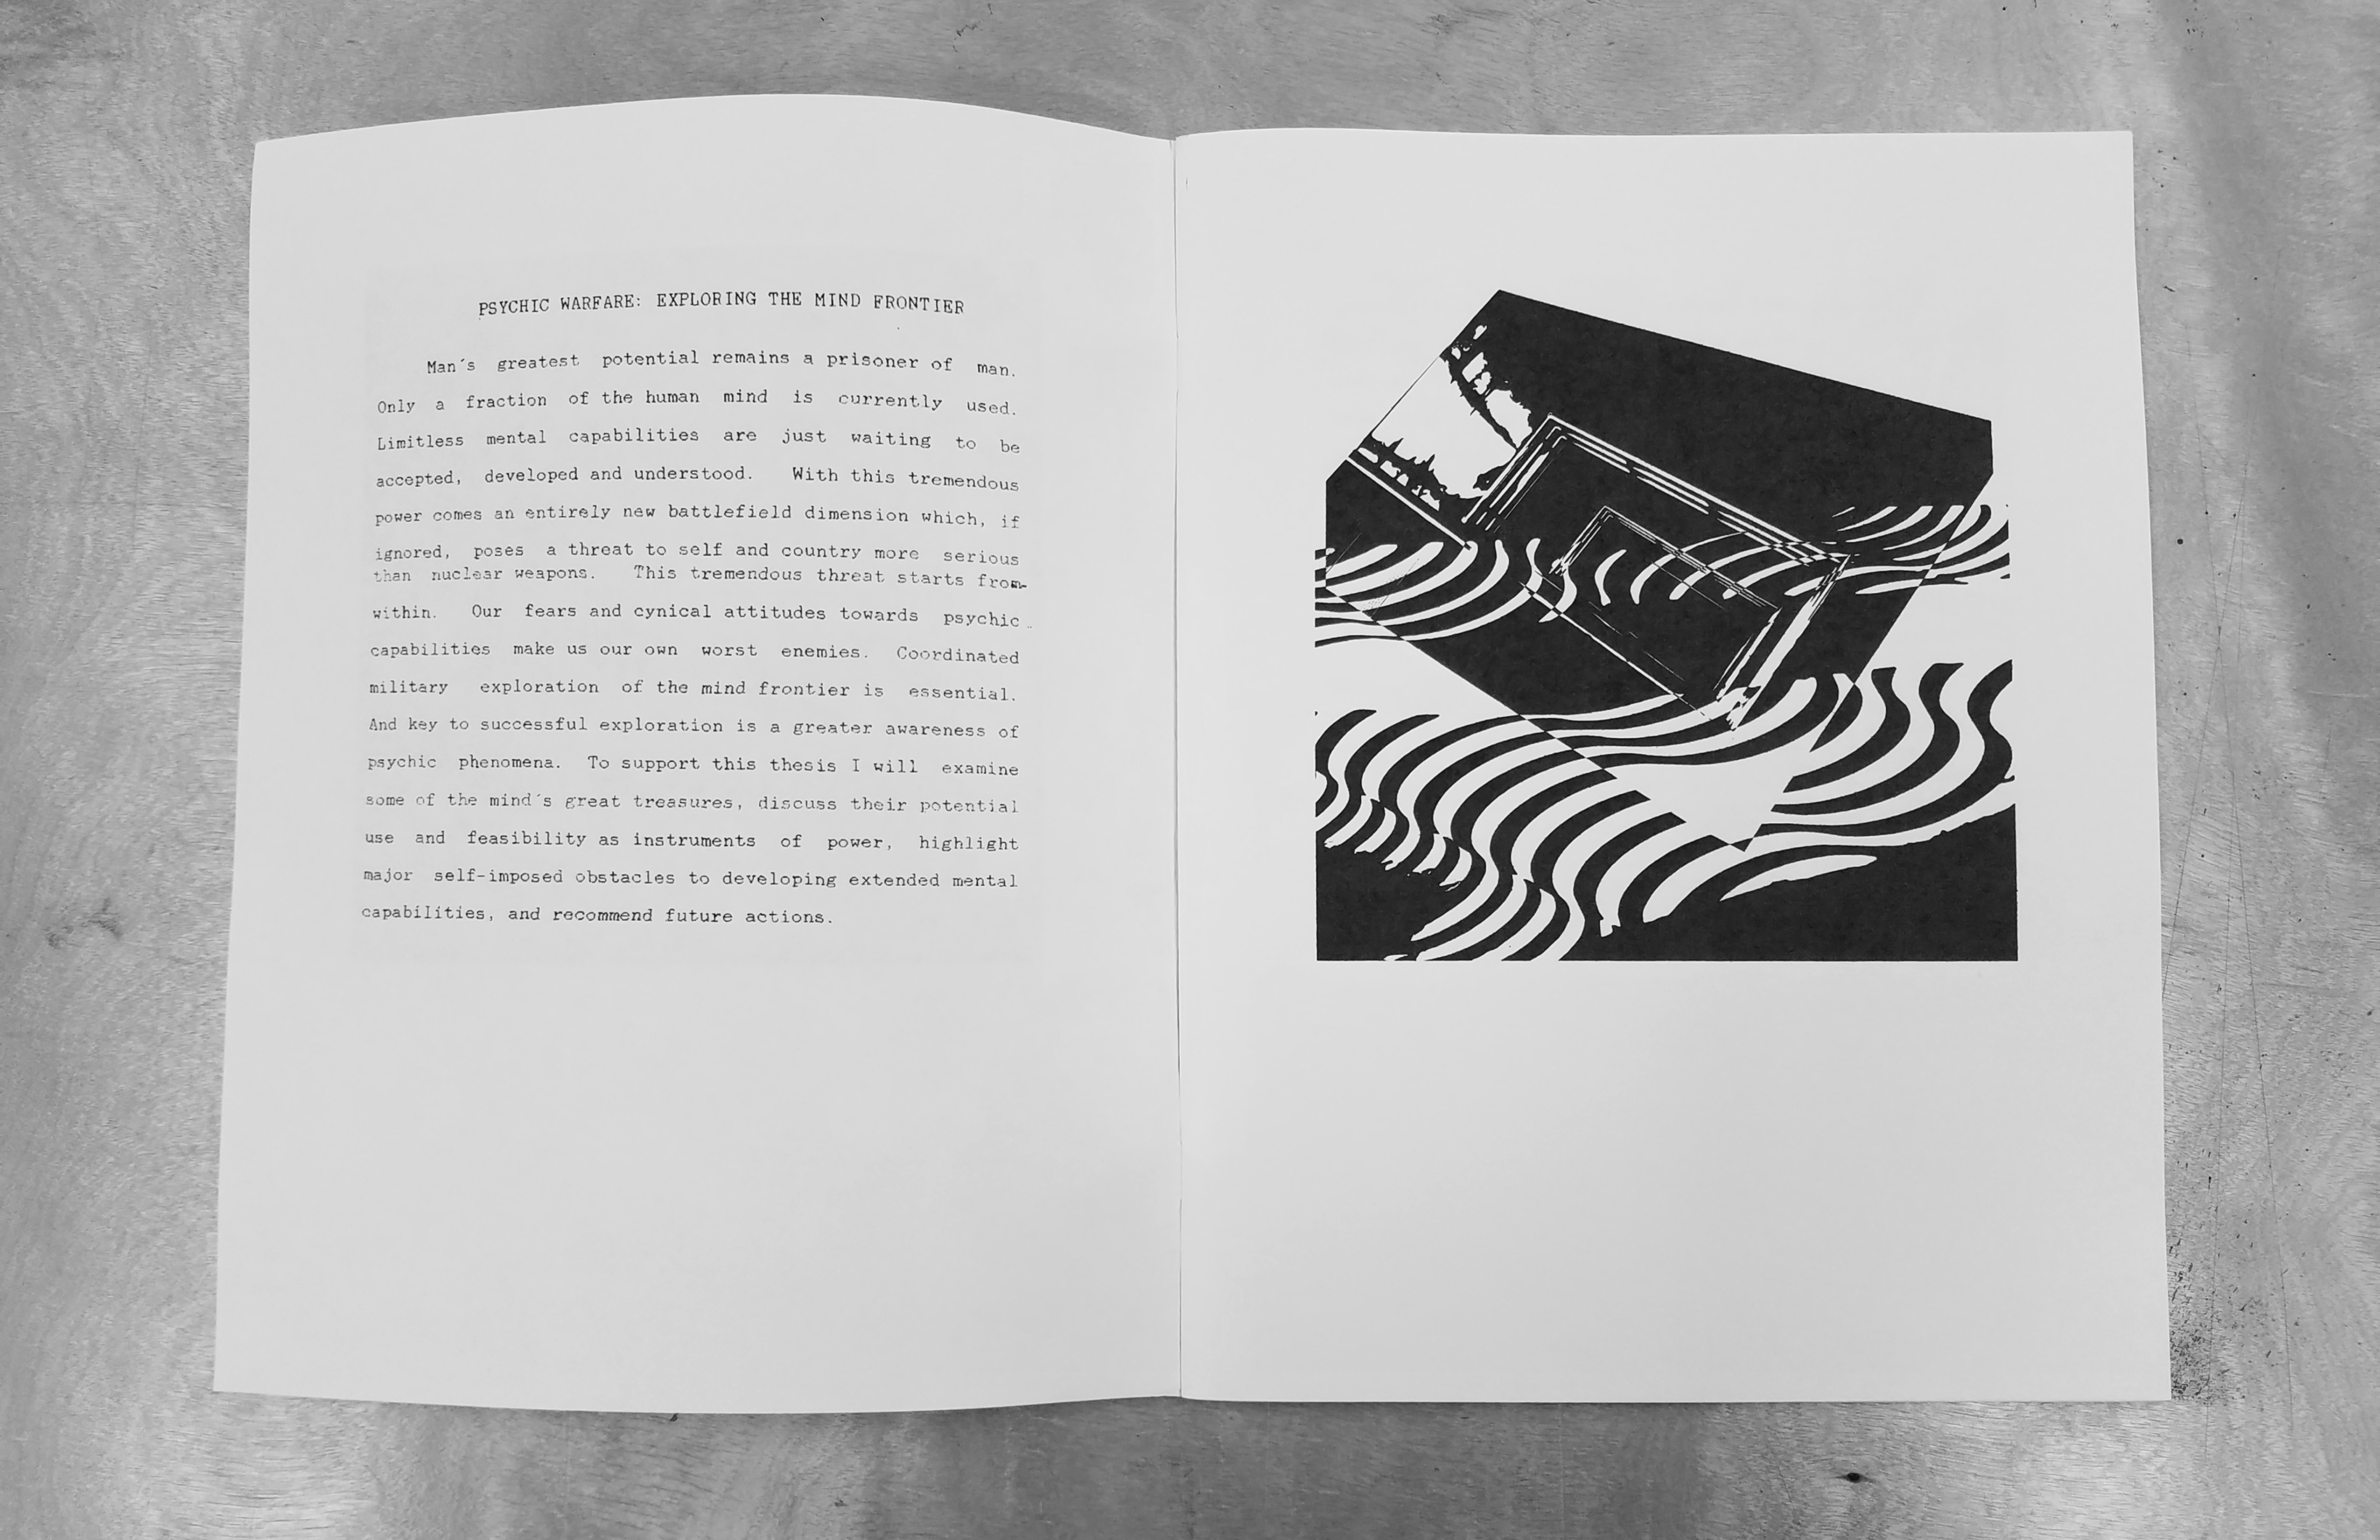 PSYCHIC WARFARE: EXPLORING THE MIND FRONTIER
Man's greatest potential remains a prisoner of man.
Only a fraction of the human mind is currently used.
Limitless mental capabilities are just waiting to be
accepted, developed and understood. With this tremendous
power comes an entirely new battlefield dimension which, if
ignored, poses a threat to self and country more serious
than nuclear weapons. This tremendous threat starts from
within. Our fears and cynical attitudes towards psychic
capabilities make us our own worst enemies. Coordinated
military exploration of the mind frontier is essential.
And key to successful exploration is a greater awareness of
psychic phenomena. To support this thesis I will examine
some of the mind's great treasures, discuss their potential
use and feasibility as instruments of power, highlight
major self-imposed obstacles to developing extended mental
capabilities, and recommend future actions.